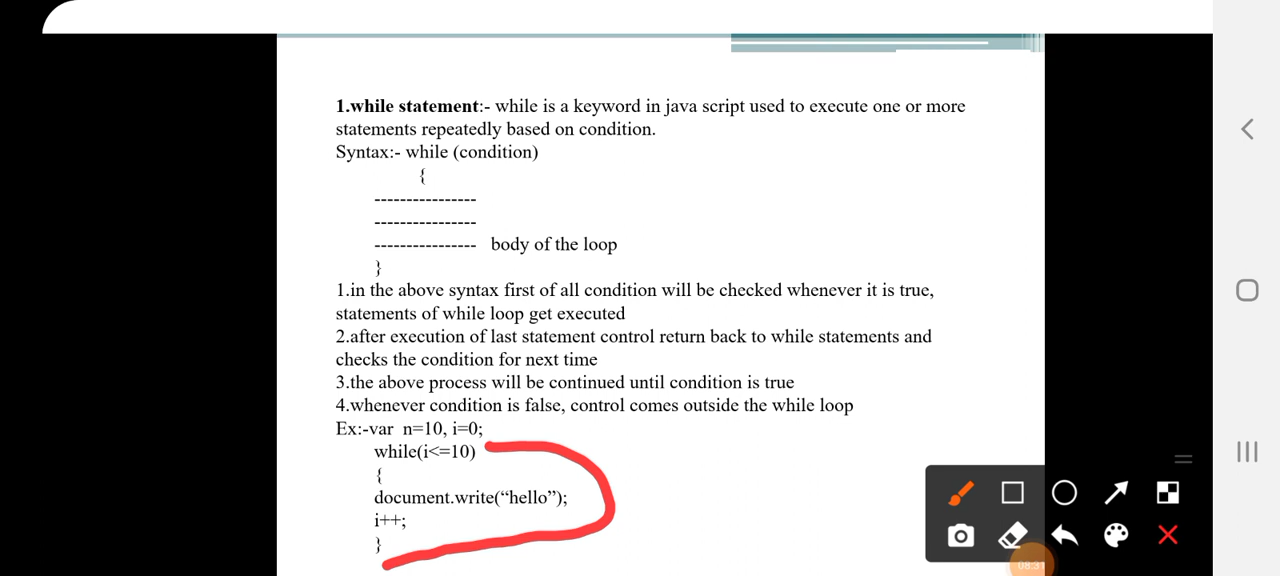 1.while statement:- while is a keyword in java script used to execute one or more
statements repeatedly based on condition.
Syntax:- while (condition)
{
----------------
----------------
---------------- body of the loop
}
1.in the above syntax first of all condition will be checked whenever it is true,
statements of while loop get executed
2.after execution of last statement control return back to while statements and
checks the condition for next time
3.the above process will be continued until condition is true
4.whenever condition is false, control comes outside the while loop
Ex:-var n=10, i=0;
while(i<=10)
{
document.write(“hello”);
i++;
}
08:31